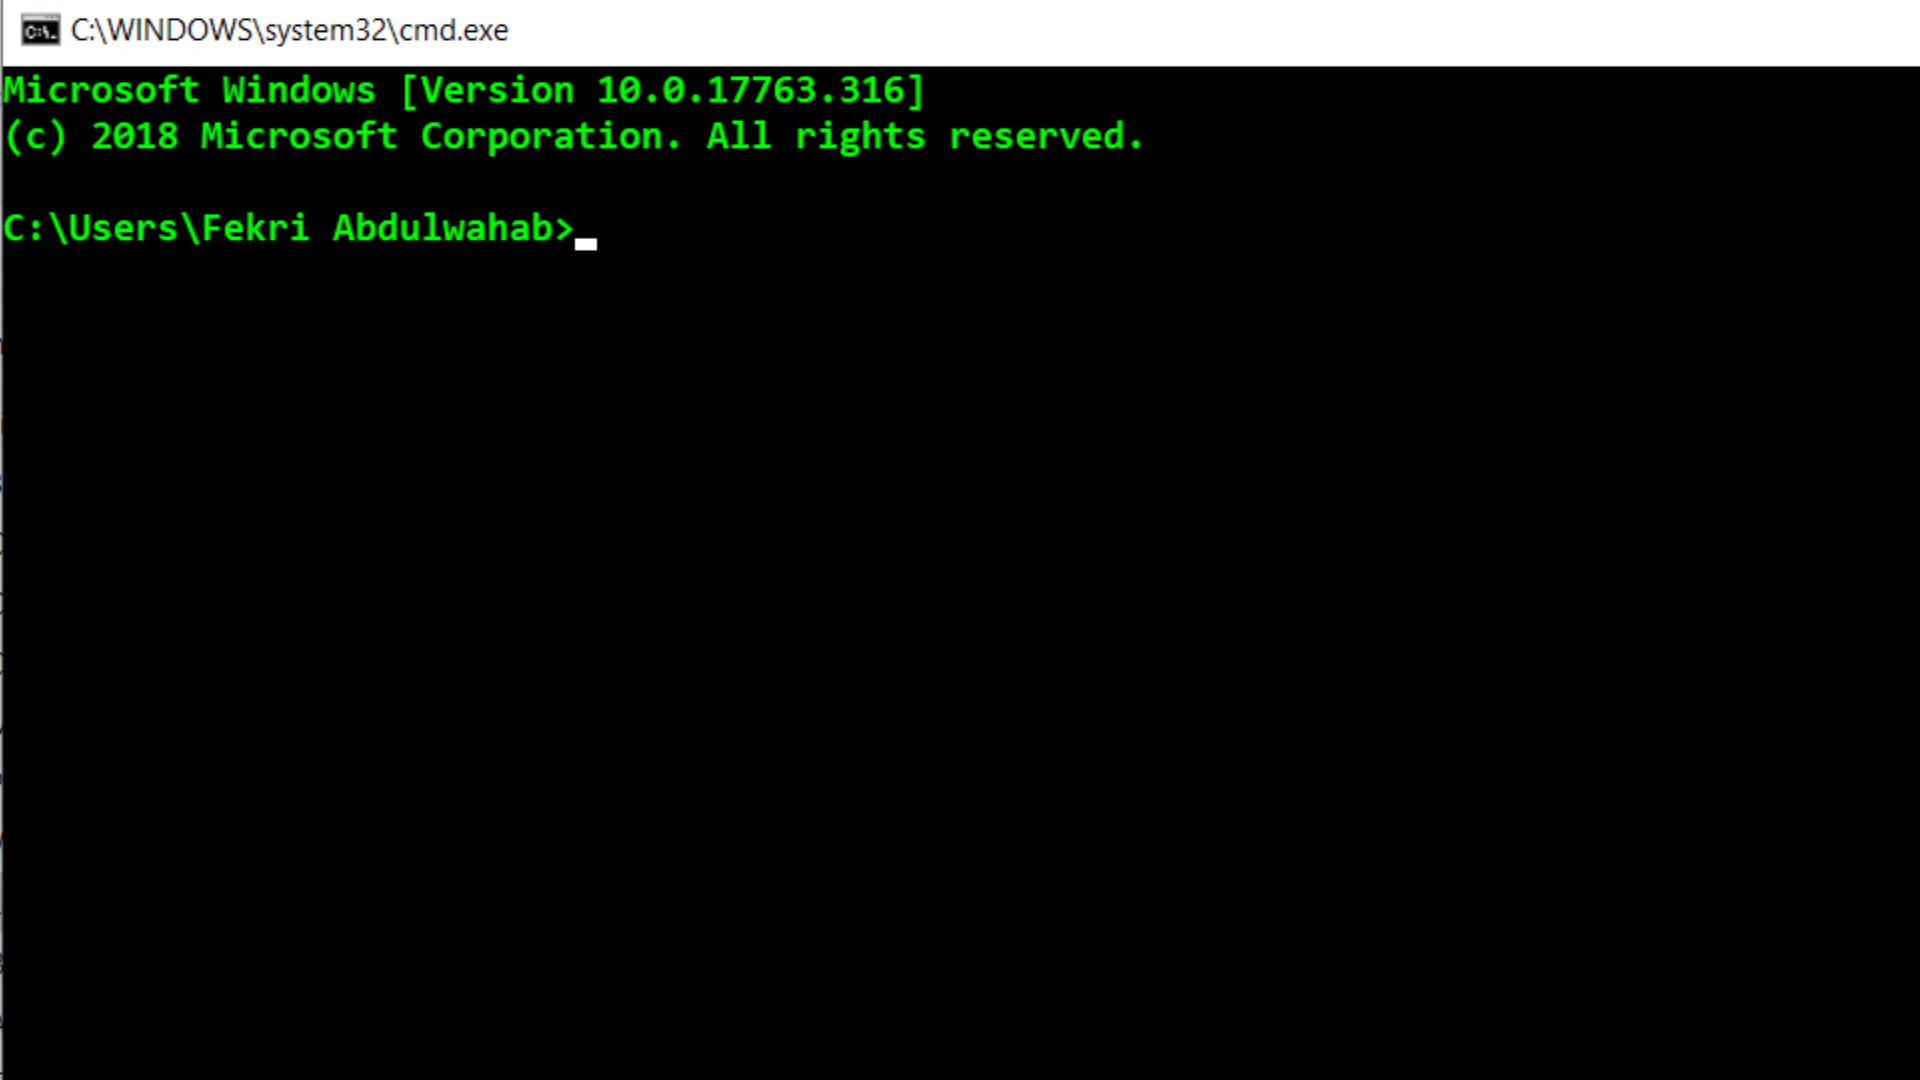 C:\WINDOWS\system32\cmd.exe
Microsoft Windows [Version 10.0.17763.316]
(c) 2018 Microsoft Corporation. All rights reserved.
C:\Users\Fekri Abdulwahab>